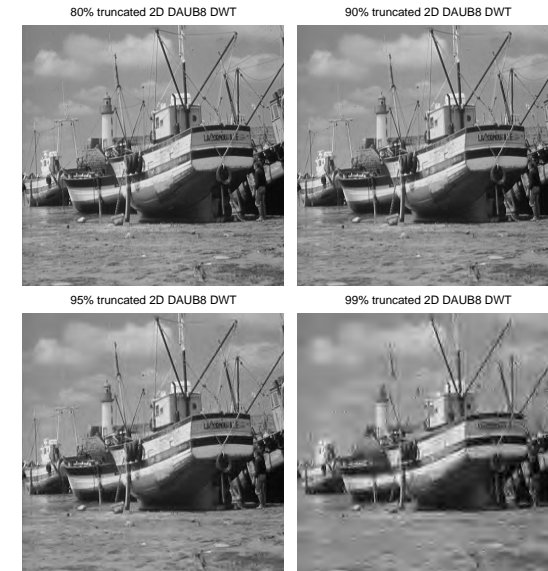 80% truncated 2D DAUB8 DWT
90% truncated 2D DAUB8 DWT
95% truncated 2D DAUB8 DWT
99% truncated 2D DAUB8 DWT